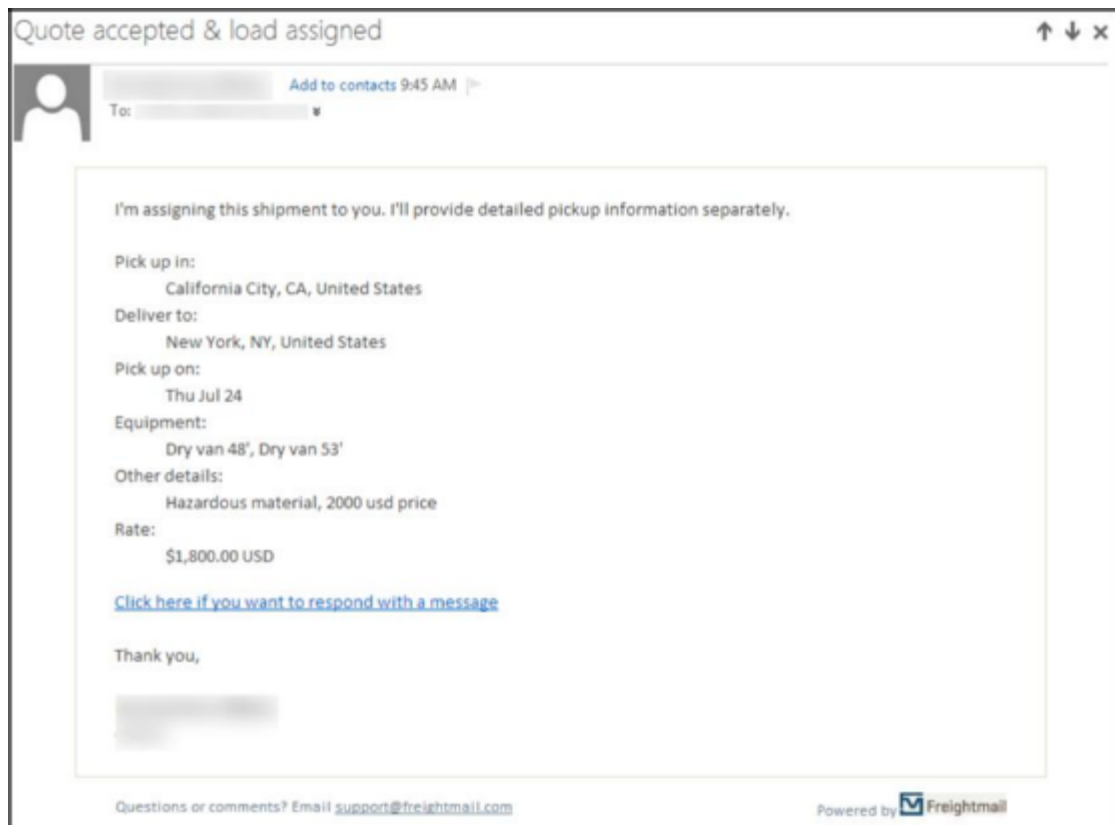 Quote accepted & load assigned
Add to contacts 9:45 AM
To:
I'm assigning this shipment to you. I'll provide detailed pickup information separately.
Pick up in:
California City, CA, United States
Deliver to:
New York, NY, United States
Pick up on:
Thu Jul 24
Equipment:
Dry van 48', Dry van 53'
Other details:
Hazardous material, 2000 usd price
Rate:
$1,800.00 USD
Click here if you want to respond with a message
Thank you,
Questions or comments? Email support@freightmail.com
Powered by Freightmail